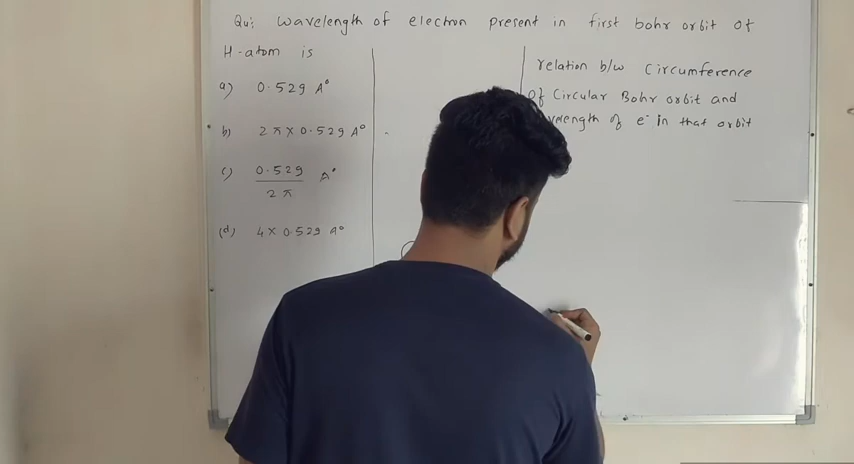 Qu: Wavelength of electron present in first bohr orbit of
H-atom is
a) 0.529 A°
b) 2π × 0.529 A°
c) 0.529 / 2π A°
(d) 4 × 0.529 A°
relation b/w Circumference
of Circular Bohr orbit and
of e⁻ in that orbit